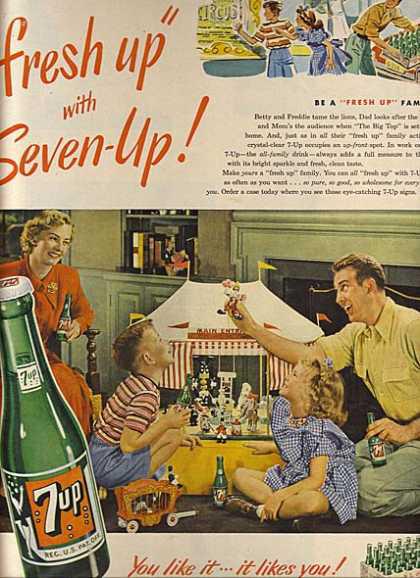 "fresh up"
with
Seven-Up!
CIRCUS
BE A "FRESH UP" FAM
Betty and Freddie tame the lions, Dad looks after the
and Mom's the audience when "The Big Top" is set
home. And, just as in all their "fresh up" family acti
crystal-clear 7-Up occupies an up-front-spot. In work or
7-Up—the all-family drink—always adds a full measure to t
with its bright sparkle and fresh, clean taste.
Make yours a "fresh up" family. You can all "fresh up" with 7-U
as often as you want . . . so pure, so good, so wholesome for every
you. Order a case today where you see those eye-catching 7-Up signs.
MAIN ENTR
7up
7up
REG. U.S. PAT. OFF.
You like it ... it likes you!